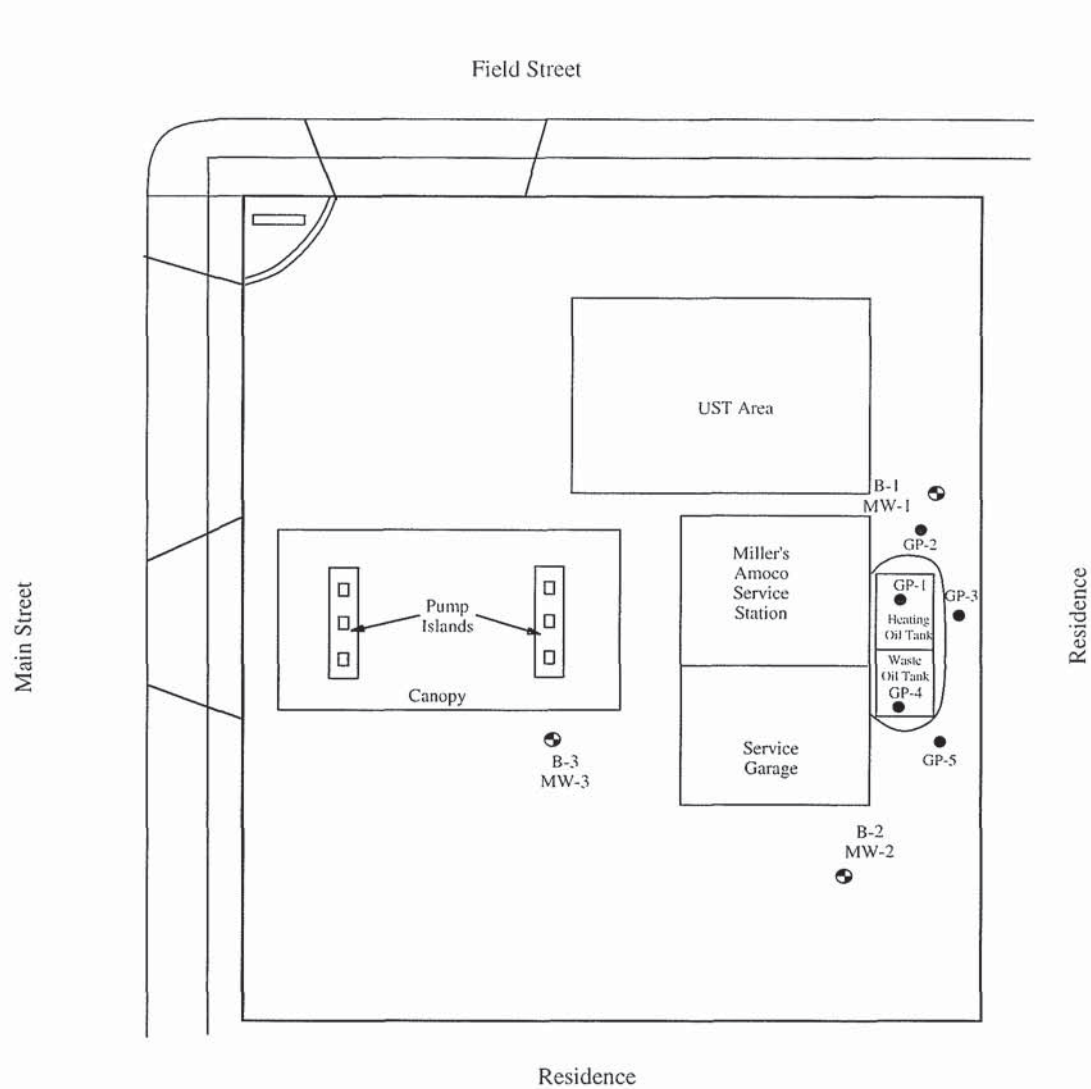 Field Street
UST Area
B-1
MW-1
GP-2
Miller's
Amoco
Service
Station
GP-1
GP-3
Heating
Oil Tank
Waste
Oil Tank
GP-4
GP-5
Pump
Islands
Canopy
B-3
MW-3
Service
Garage
B-2
MW-2
Main Street
Residence
Residence